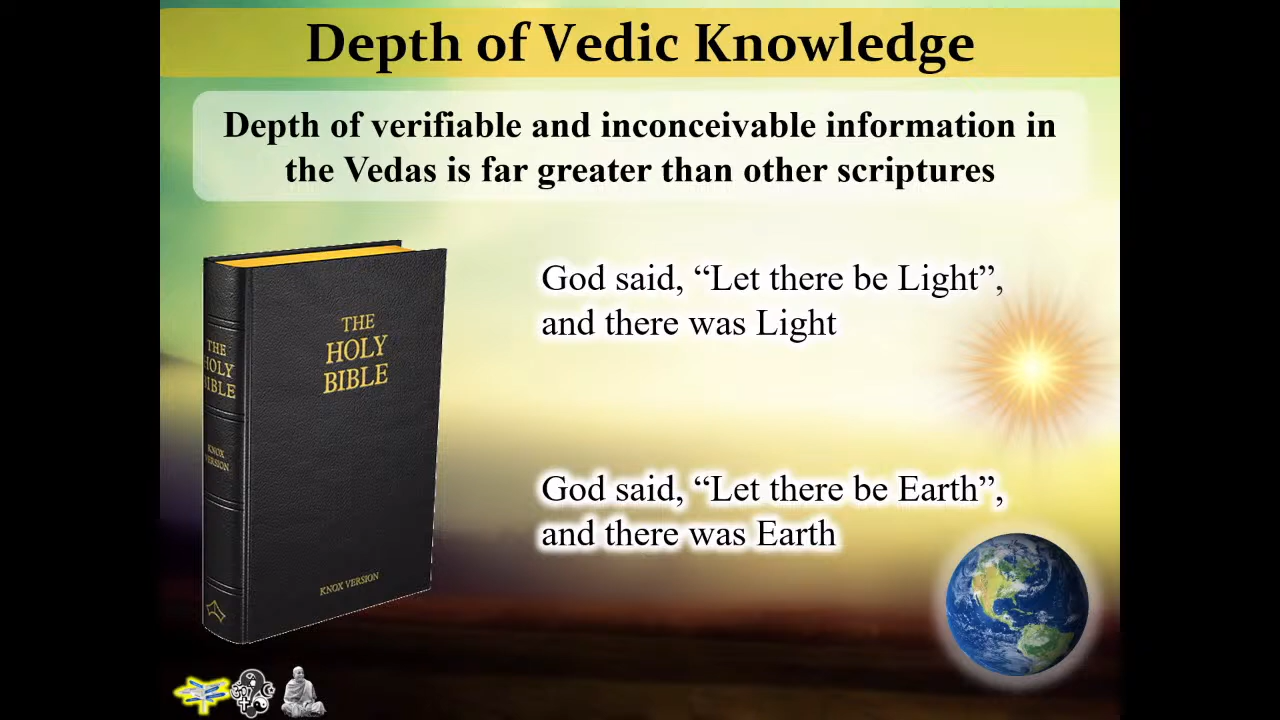 Depth of Vedic Knowledge
Depth of verifiable and inconceivable information in
the Vedas is far greater than other scriptures
God said, “Let there be Light”,
and there was Light
THE
HOLY
BIBLE
KNOX VERSION
THE
HOLY
BIBLE
KNOX
VERSION
God said, “Let there be Earth”,
and there was Earth